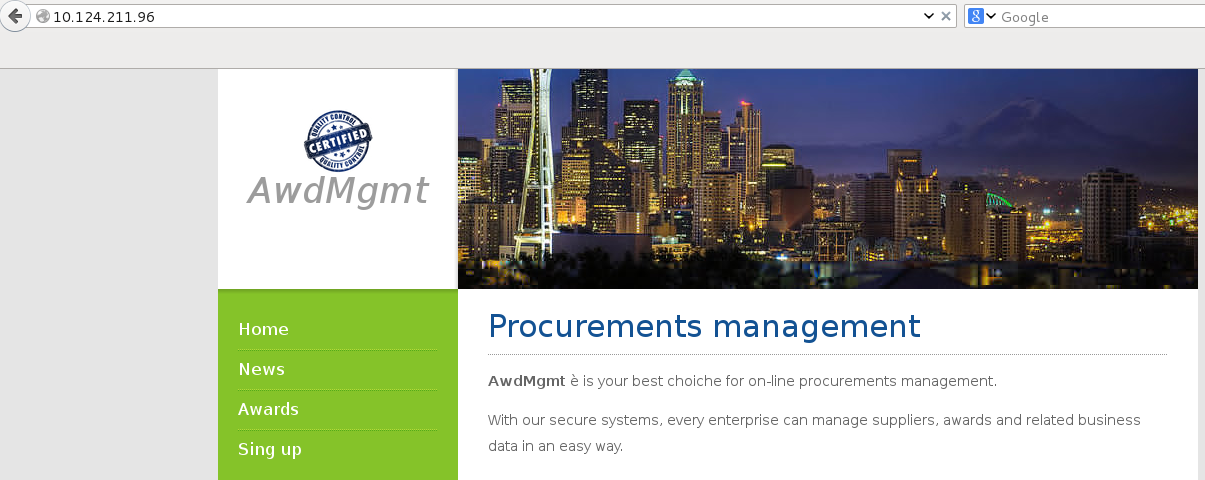 10.124.211.96
8
Google
QUALITY CONTROL
CERTIFIED
QUALITY CONTROL
AwdMgmt
Home
News
Awards
Sing up
Procurements management
AwdMgmt è is your best choiche for on-line procurements management.
With our secure systems, every enterprise can manage suppliers, awards and related business
data in an easy way.